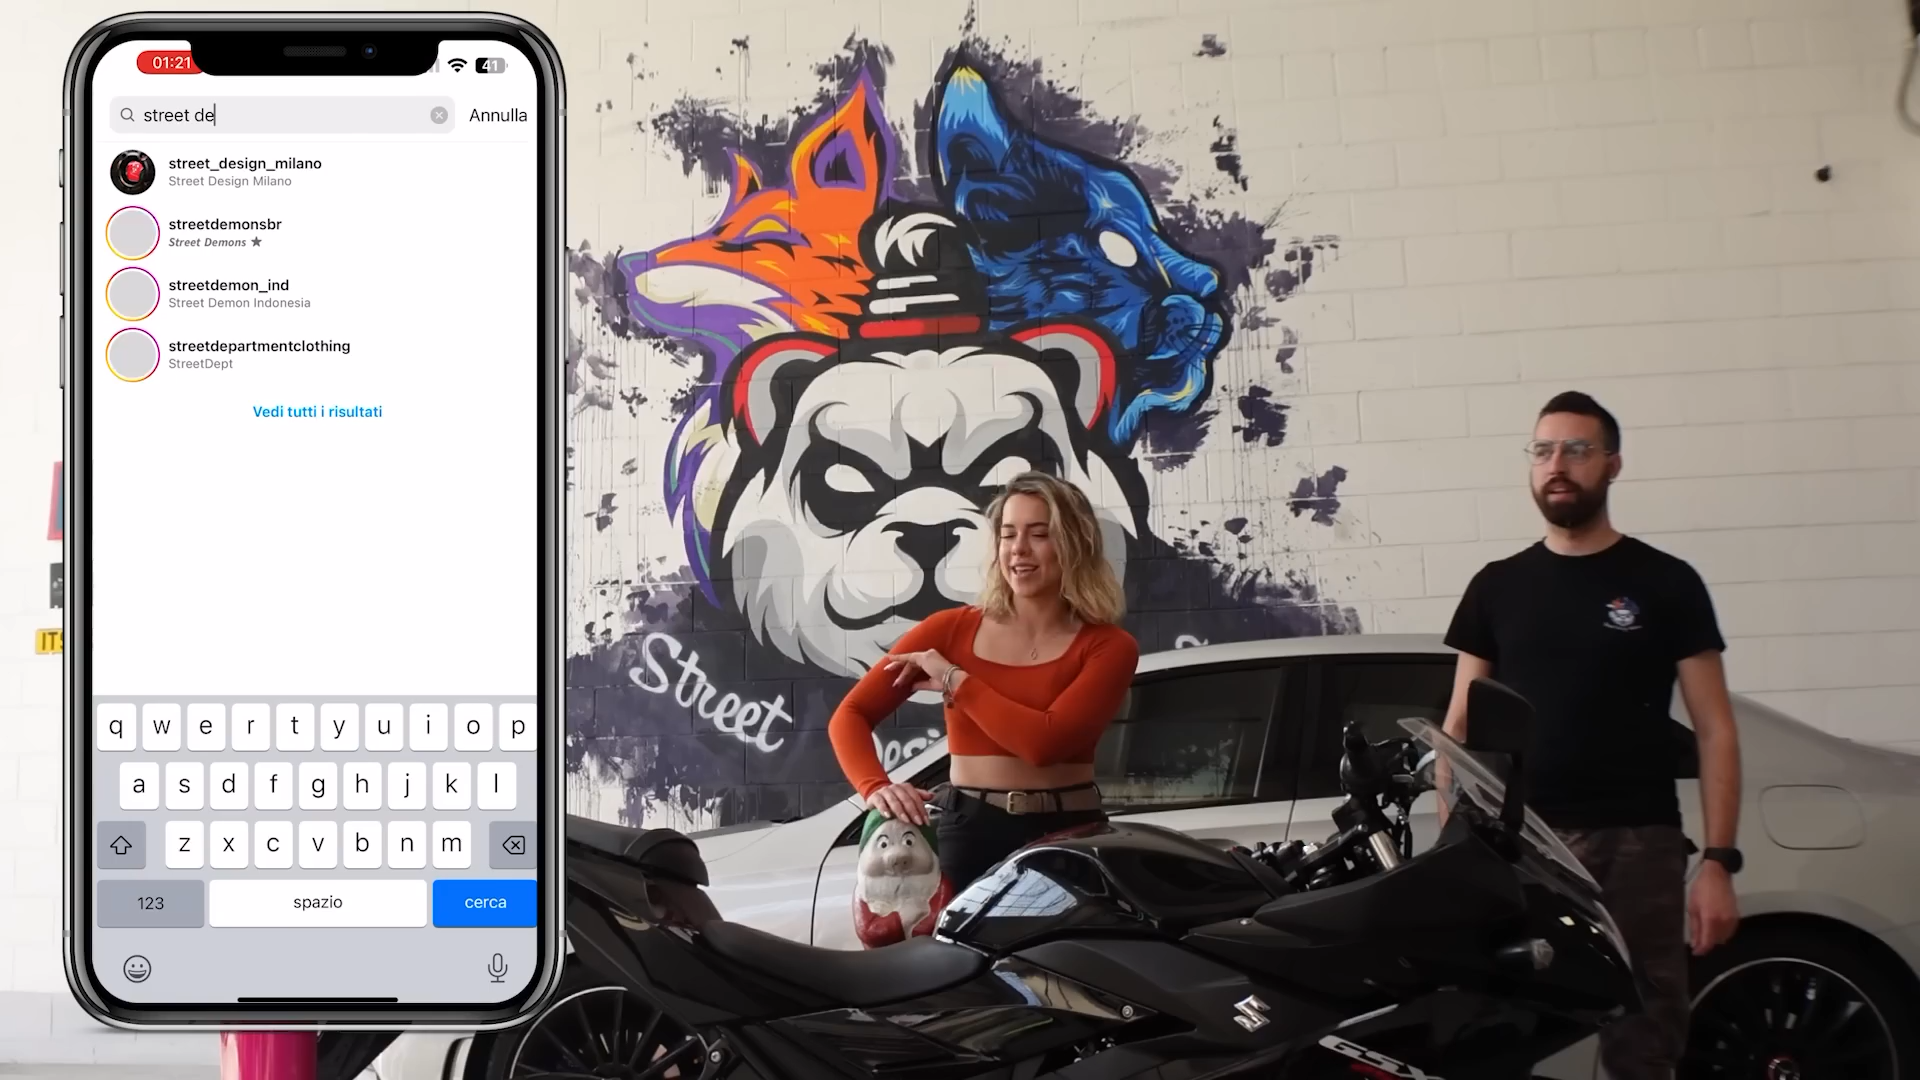 01:21
41
street de
Annulla
street_design_milano
Street Design Milano
streetdemonsbr
Street Demons ★
streetdemon_ind
Street Demon Indonesia
streetdepartmentclothing
StreetDept
Vedi tutti i risultati
q w e r t y u i o p
a s d f g h j k l
z x c v b n m
123
spazio
cerca
Street